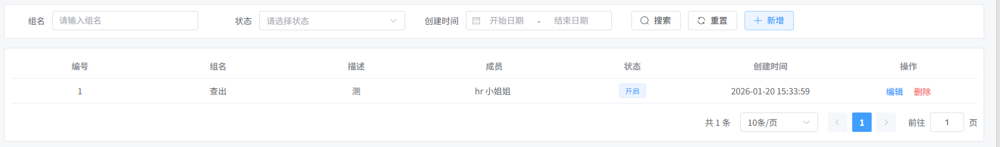 组名 请输入组名 状态 请选择状态 创建时间 开始日期 - 结束日期 搜索 重置 新增
编号 组名 描述 成员 状态 创建时间 操作
1 查出 测 hr 小姐姐 开启 2026-01-20 15:33:59 编辑 删除
共 1 条 10条/页 1 前往 1 页